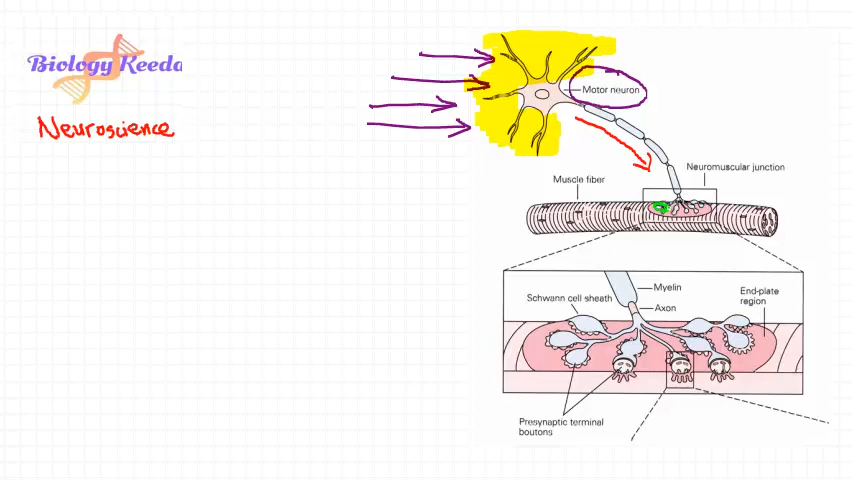 Biology Keeda
Neuroscience
Motor neuron
Neuromuscular junction
Muscle fiber
Myelin
Schwann cell sheath
Axon
End-plate
region
Presynaptic terminal
boutons